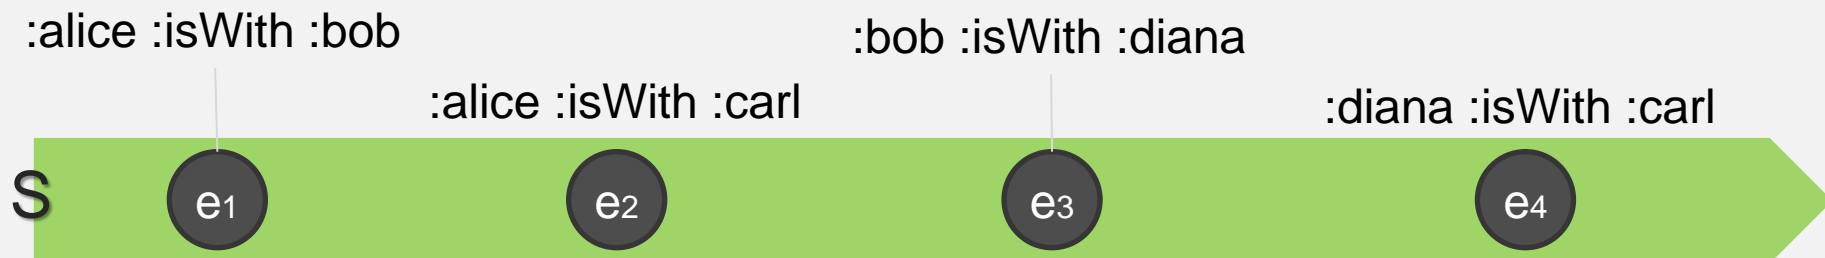 :alice :isWith :bob
:bob :isWith :diana
:alice :isWith :carl
:diana :isWith :carl
S
e1
e2
e3
e4